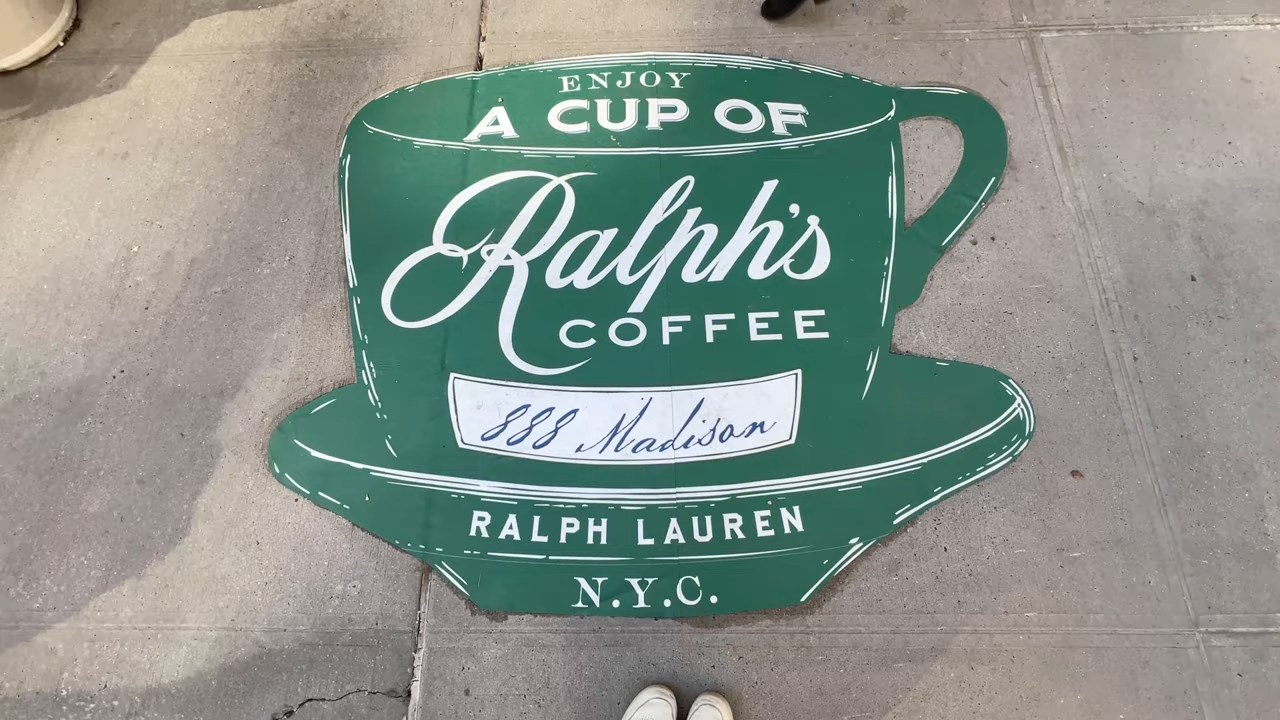 ENJOY
A CUP OF
Ralph's
COFFEE
888 Madison
RALPH LAUREN
N.Y.C.